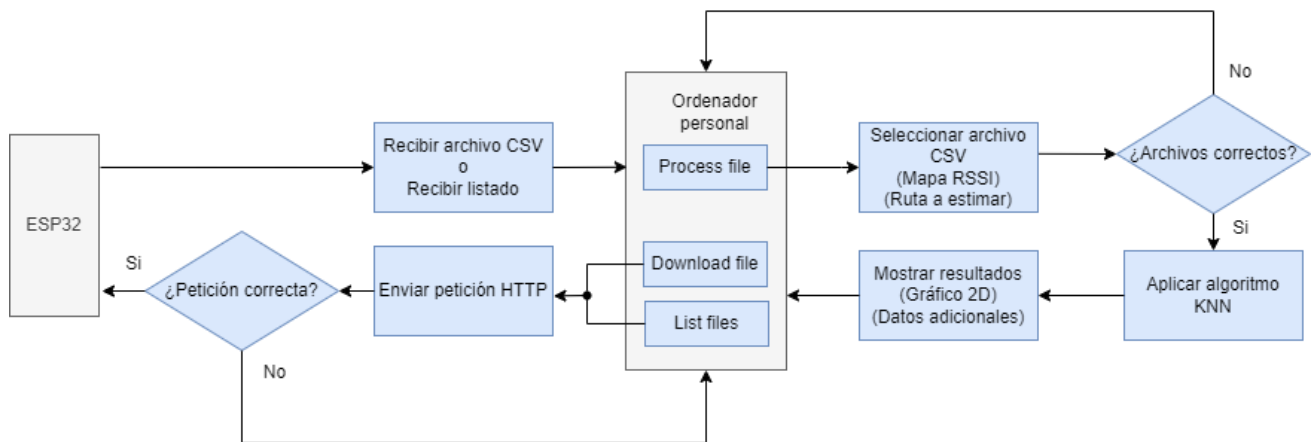 No
Ordenador
personal
Recibir archivo CSV
o
Recibir listado
Process file
Seleccionar archivo
CSV
(Mapa RSSI)
(Ruta a estimar)
¿Archivos correctos?
ESP32
Si
Si
¿Petición correcta?
Enviar petición HTTP
Download file
List files
Mostrar resultados
(Gráfico 2D)
(Datos adicionales)
Aplicar algoritmo
KNN
No